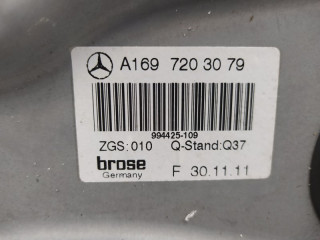 A169 720 30 79
994425-109
ZGS:010 Q-Stand:Q37
brose
Germany F 30.11.11